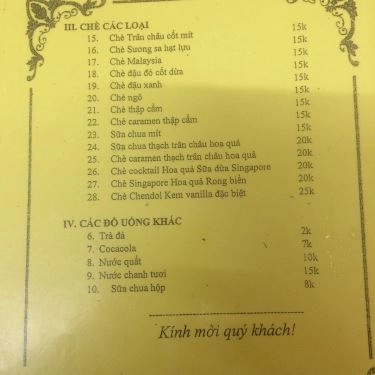 III. CHÈ CÁC LOẠI
15. Chè Trân châu cốt mít 15k
16. Chè Sương sa hạt lựu 15k
17. Chè Malaysia 15k
18. Chè đậu đỏ cốt dừa 15k
19. Chè đậu xanh 15k
20. Chè ngô 15k
21. Chè thập cẩm 15k
22. Chè caramen thập cẩm 15k
23. Sữa chua mít 15k
24. Sữa chua thạch trân châu hoa quả 20k
25. Chè caramen thạch trân châu hoa quả 20k
26. Chè cocktail Hoa quả Sữa dừa Singapore 20k
27. Chè Singapore Hoa quả Rong biển 20k
28. Chè Chendol Kem vanilla đặc biệt 25k
IV. CÁC ĐỒ UỐNG KHÁC
6. Trà đá 2k
7. Cocacola 7k
8. Nước quất 10k
9. Nước chanh tươi 15k
10. Sữa chua hộp 8k
Kính mời quý khách!